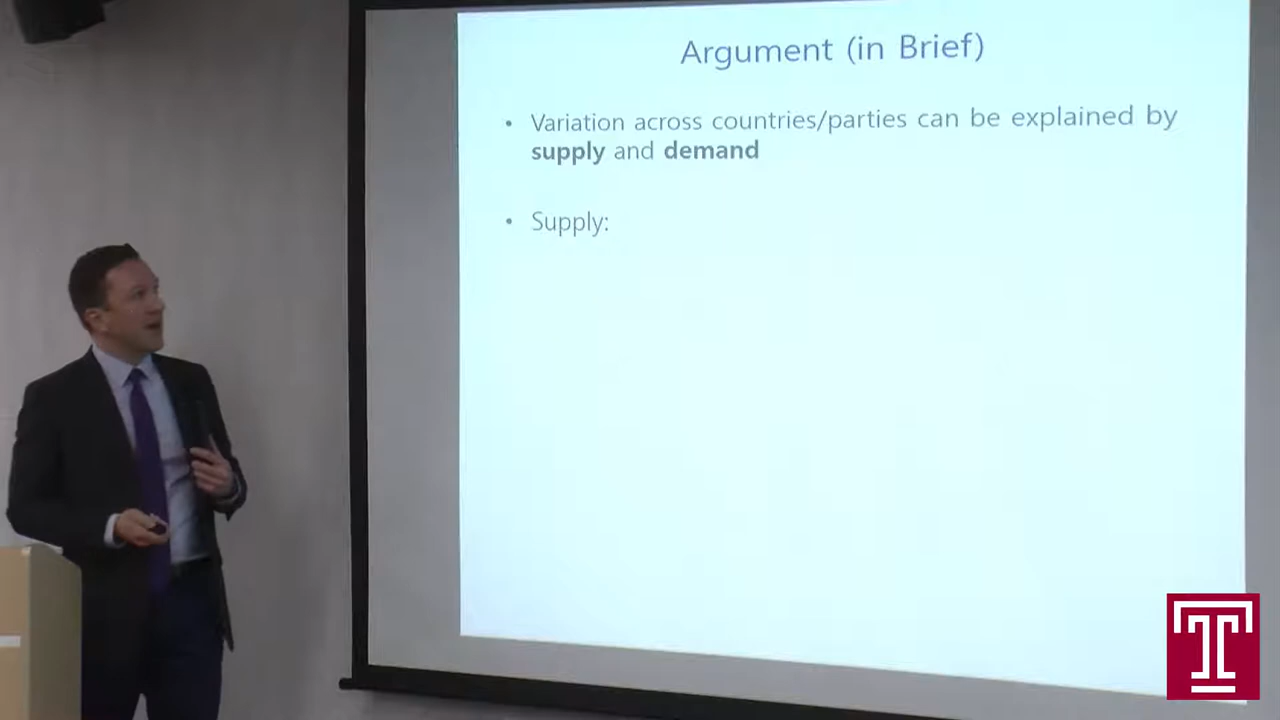 Argument (in Brief)
• Variation across countries/parties can be explained by
supply and demand
• Supply:
T